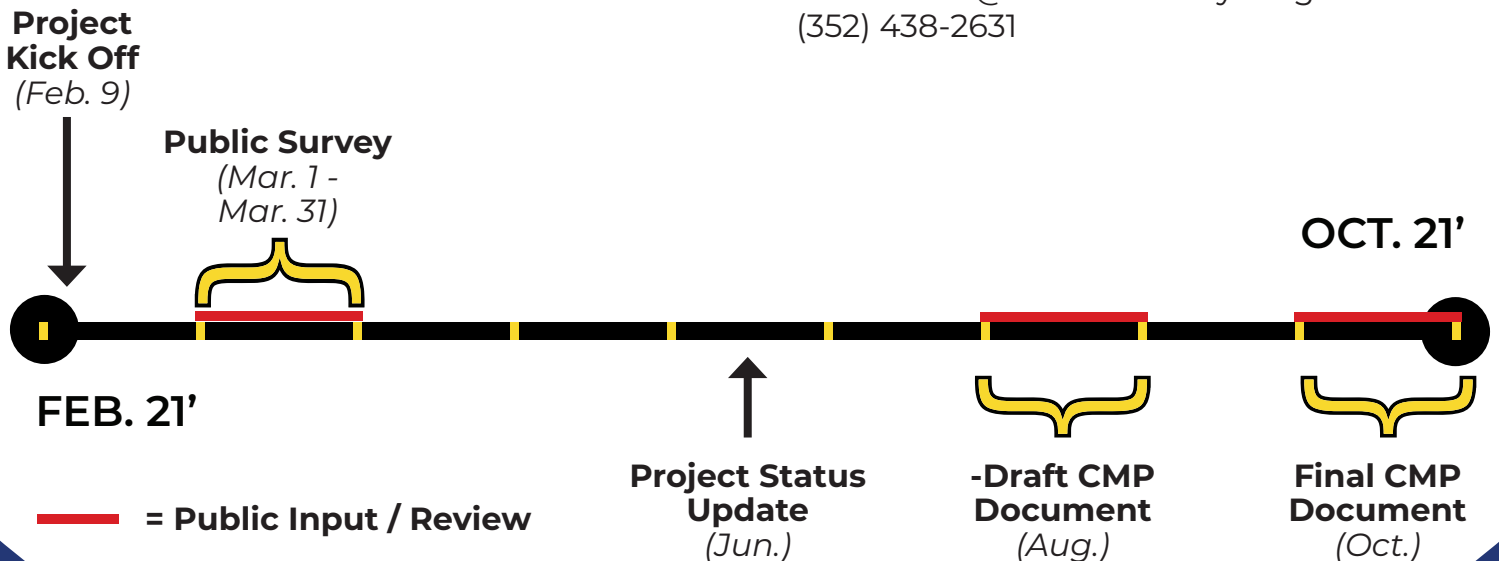 (352) 438-2631
Project
Kick Off
(Feb. 9)
Public Survey
(Mar. 1 -
Mar. 31)
OCT. 21’
FEB. 21’
Project Status
Update
(Jun.)
-Draft CMP
Document
(Aug.)
Final CMP
Document
(Oct.)
= Public Input / Review